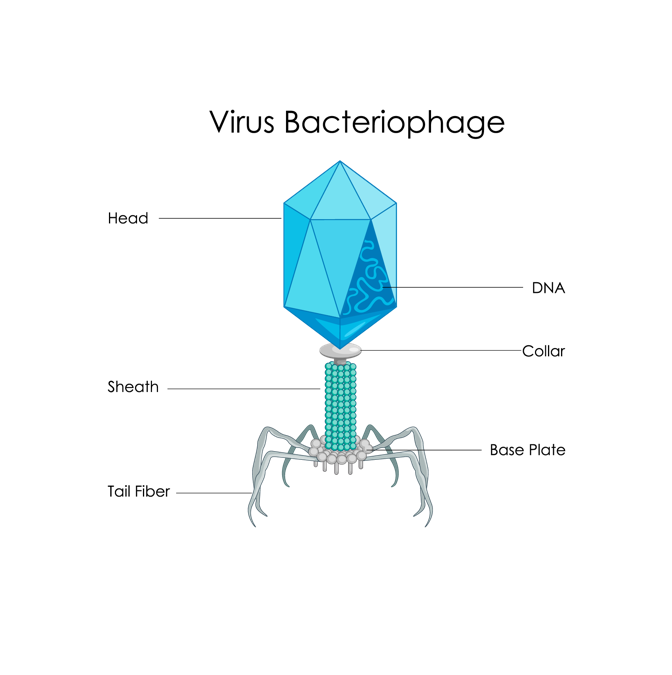 Virus Bacteriophage
Head
DNA
Collar
Sheath
Base Plate
Tail Fiber